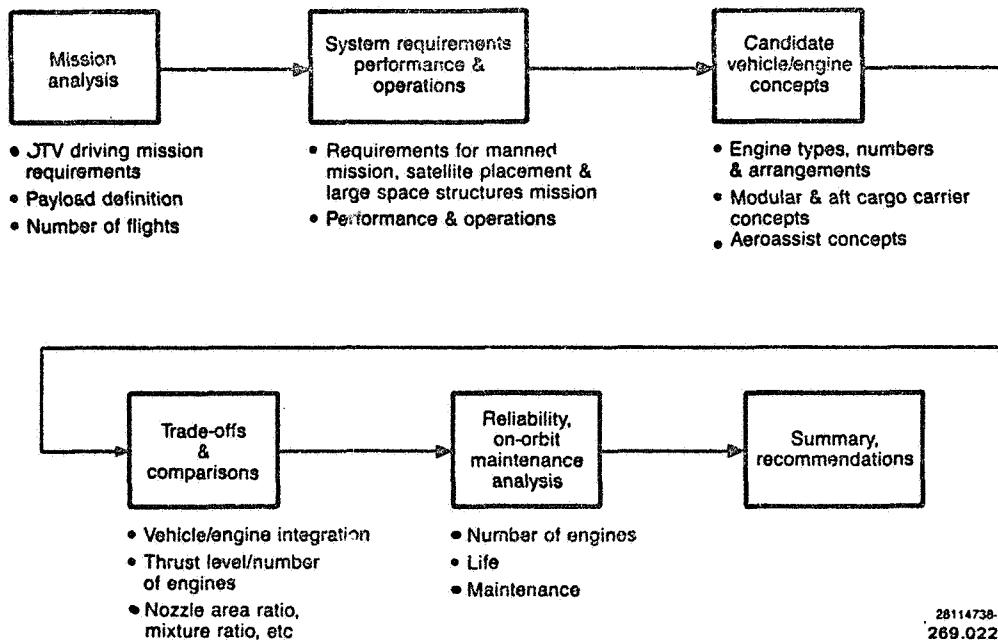 Mission
analysis
System requirements
performance &
operations
Candidate
vehicle/engine
concepts
• OTV driving mission
requirements
• Payload definition
• Number of flights
• Requirements for manned
mission, satellite placement &
large space structures mission
• Performance & operations
• Engine types, numbers
& arrangements
• Modular & aft cargo carrier
concepts
• Aeroassist concepts
Trade-offs
&
comparisons
Reliability,
on-orbit
maintenance
analysis
Summary,
recommendations
• Vehicle/engine integration
• Thrust level/number
of engines
• Nozzle area ratio,
mixture ratio, etc
• Number of engines
• Life
• Maintenance
28114738-
269.022